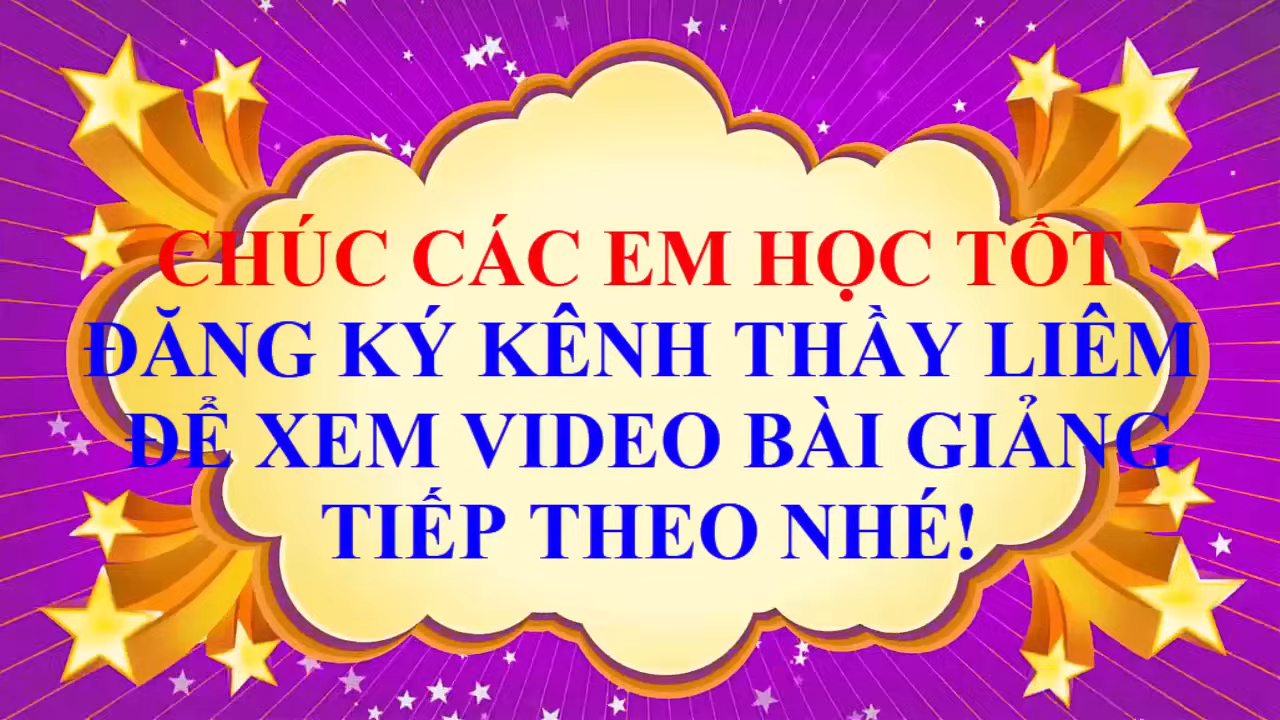 CHÚC CÁC EM HỌC TỐT
ĐĂNG KÝ KÊNH THẦY LIÊM
ĐỂ XEM VIDEO BÀI GIẢNG
TIẾP THEO NHÉ!